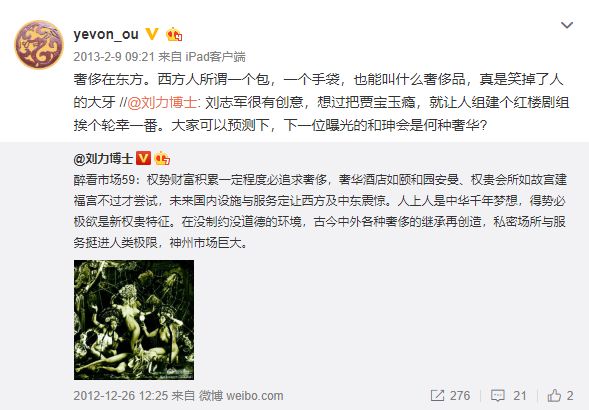 yevon_ou
2013-2-9 09:21 来自 iPad客户端
奢侈在东方。西方人所谓一个包，一个手袋，也能叫什么奢侈品，真是笑掉了人
的大牙 //@刘力博士: 刘志军很有创意，想过把贾宝玉瘾，就让人组建个红楼剧组
挨个轮幸一番。大家可以预测下，下一位曝光的和珅会是何种奢华?
@刘力博士
醉看市场59：权势财富积累一定程度必追求奢侈，奢华酒店如颐和园安曼、权贵会所如故宫建
福宫不过才尝试，未来国内设施与服务定让西方及中东震惊。人上人是中华千年梦想，得势必
极欲是新权贵特征。在没制约没道德的环境，古今中外各种奢侈的继承再创造，私密场所与服
务挺进人类极限，神州市场巨大。
2012-12-26 12:25 来自 微博 weibo.com
276
21
2